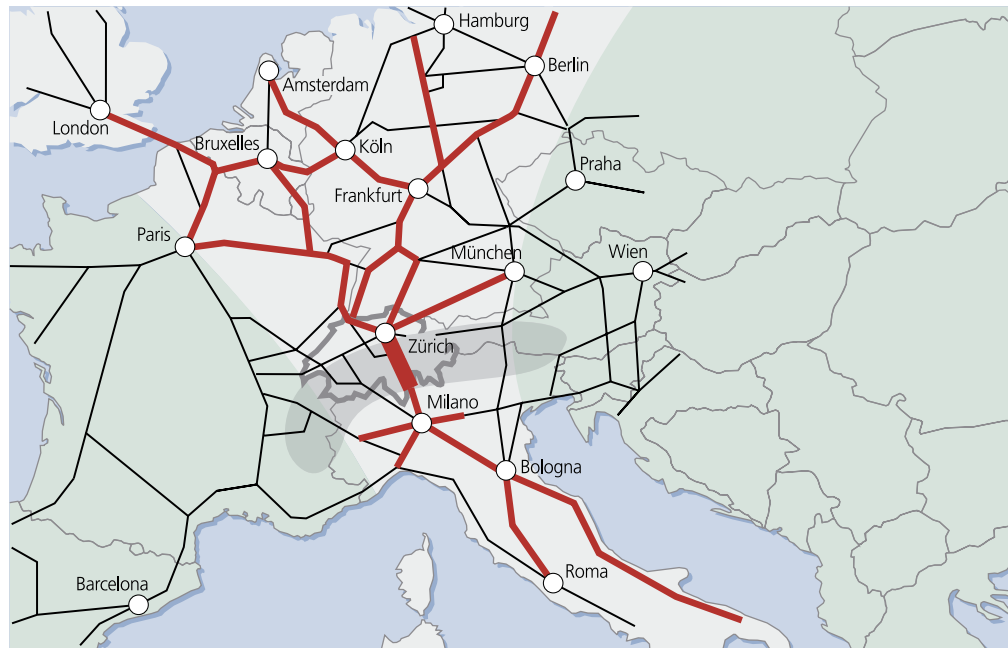 Hamburg
Berlin
Amsterdam
London
Bruxelles
Köln
Praha
Frankfurt
Paris
München
Wien
Zürich
Milano
Bologna
Roma
Barcelona